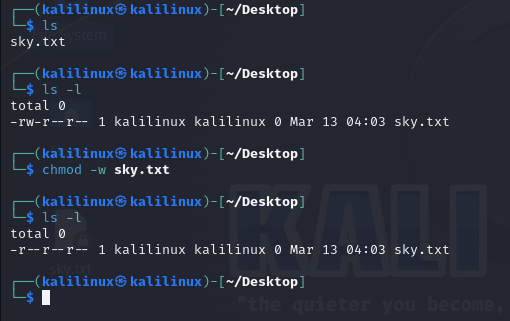 ┌──(kalilinux㉿kalilinux)-[~/Desktop]
└─$ ls
sky.txt
┌──(kalilinux㉿kalilinux)-[~/Desktop]
└─$ ls -l
total 0
-rw-r--r-- 1 kalilinux kalilinux 0 Mar 13 04:03 sky.txt
┌──(kalilinux㉿kalilinux)-[~/Desktop]
└─$ chmod -w sky.txt
┌──(kalilinux㉿kalilinux)-[~/Desktop]
└─$ ls -l
total 0
-r--r--r-- 1 kalilinux kalilinux 0 Mar 13 04:03 sky.txt
┌──(kalilinux㉿kalilinux)-[~/Desktop]
└─$
KALI
sky.txt
"the quieter you become,